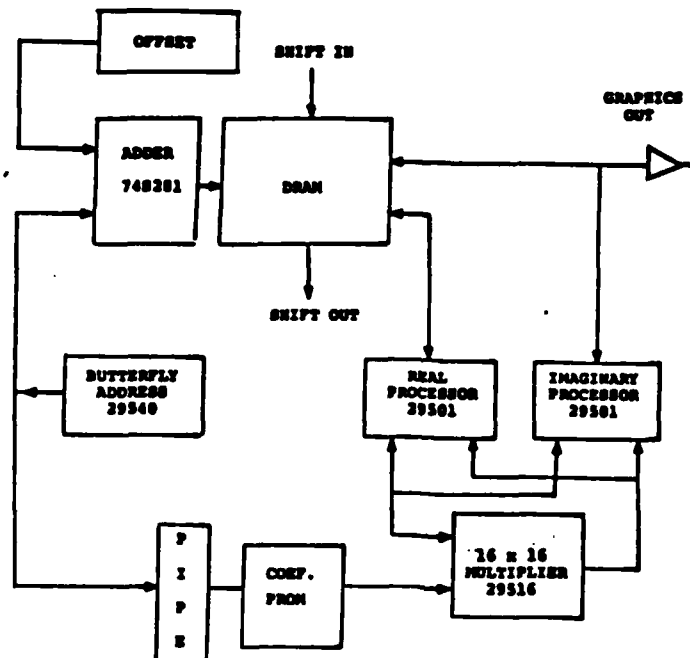 OFFSET
SHIFT IN
GRAPHICS
OUT
ADDER
74S281
DRAM
SHIFT OUT
BUTTERFLY
ADDRESS
29540
REAL
PROCESSOR
29501
IMAGINARY
PROCESSOR
29501
P
I
P
E
COEF.
PROM
16 x 16
MULTIPLIER
29516